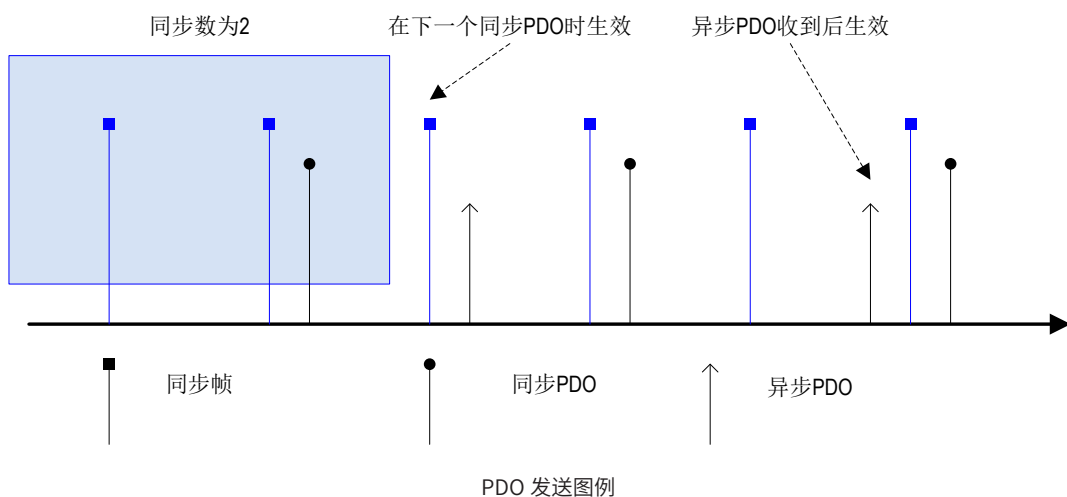 同步数为2
在下一个同步PDO时生效
异步PDO收到后生效
同步帧
同步PDO
异步PDO
PDO 发送图例